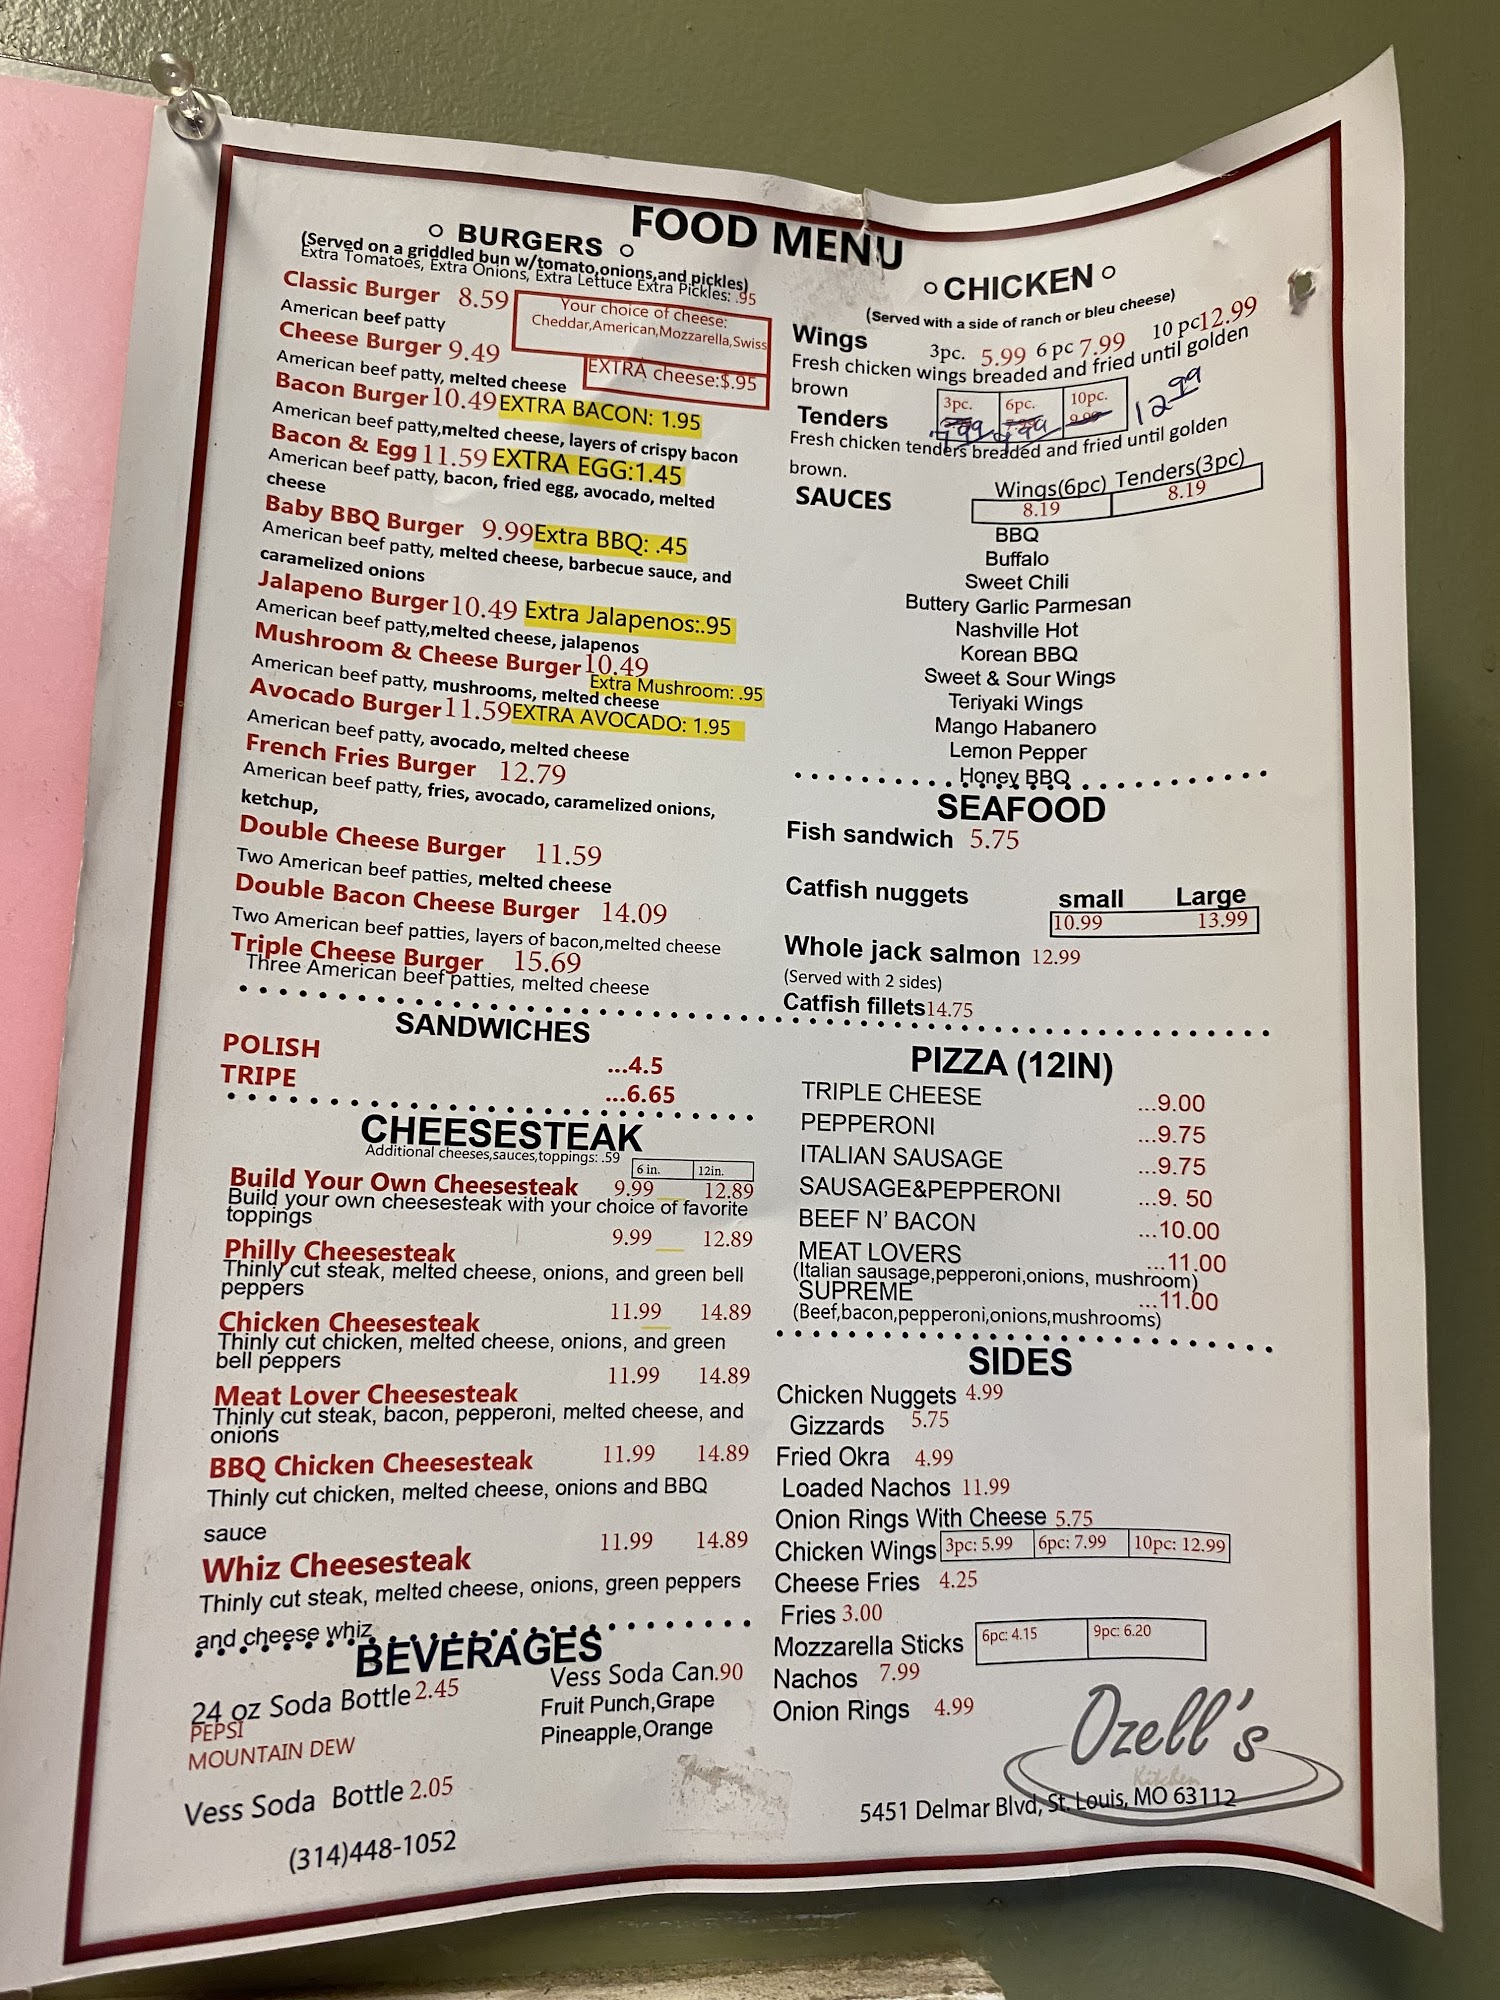 FOOD MENU
BURGERS
(Served on a griddled bun w/tomato,onions,and pickles)
Extra Tomatoes, Extra Onions, Extra Lettuce Extra Pickles: .95
Classic Burger 8.59
American beef patty
Your choice of cheese:
Cheddar,American,Mozzarella,Swiss
EXTRA cheese:$.95
Cheese Burger 9.49
American beef patty, melted cheese
Bacon Burger 10.49 EXTRA BACON: 1.95
American beef patty,melted cheese, layers of crispy bacon
Bacon & Egg 11.59 EXTRA EGG:1.45
American beef patty, bacon, fried egg, avocado, melted
cheese
Baby BBQ Burger 9.99 Extra BBQ: .45
American beef patty, melted cheese, barbecue sauce, and
caramelized onions
Jalapeno Burger 10.49 Extra Jalapenos:.95
American beef patty,melted cheese, jalapenos
Mushroom & Cheese Burger 10.49
Extra Mushroom: .95
American beef patty, mushrooms, melted cheese
Avocado Burger 11.59 EXTRA AVOCADO: 1.95
American beef patty, avocado, melted cheese
French Fries Burger 12.79
American beef patty, fries, avocado, caramelized onions,
ketchup,
Double Cheese Burger 11.59
Two American beef patties, melted cheese
Double Bacon Cheese Burger 14.09
Two American beef patties, layers of bacon,melted cheese
Triple Cheese Burger 15.69
Three American beef patties, melted cheese
SANDWICHES
POLISH ...4.5
TRIPE ...6.65
CHEESESTEAK
Additional cheeses,sauces,toppings: .59
6 in. 12in.
Build Your Own Cheesesteak 9.99 12.89
Build your own cheesesteak with your choice of favorite
toppings
Philly Cheesesteak 9.99 12.89
Thinly cut steak, melted cheese, onions, and green bell
peppers
Chicken Cheesesteak 11.99 14.89
Thinly cut chicken, melted cheese, onions, and green
bell peppers
Meat Lover Cheesesteak 11.99 14.89
Thinly cut steak, bacon, pepperoni, melted cheese, and
onions
BBQ Chicken Cheesesteak 11.99 14.89
Thinly cut chicken, melted cheese, onions and BBQ
sauce
Whiz Cheesesteak 11.99 14.89
Thinly cut steak, melted cheese, onions, green peppers
and cheese whiz
BEVERAGES
24 oz Soda Bottle 2.45
PEPSI
MOUNTAIN DEW
Vess Soda Bottle 2.05
Vess Soda Can.90
Fruit Punch,Grape
Pineapple,Orange
(314)448-1052
CHICKEN
(Served with a side of ranch or bleu cheese)
Wings 3pc. 5.99 6 pc 7.99 10 pc12.99
Fresh chicken wings breaded and fried until golden
brown
Tenders 3pc. 6pc. 10pc. 12.99
Fresh chicken tenders breaded and fried until golden
brown.
SAUCES Wings(6pc) Tenders(3pc)
8.19 8.19
BBQ
Buffalo
Sweet Chili
Buttery Garlic Parmesan
Nashville Hot
Korean BBQ
Sweet & Sour Wings
Teriyaki Wings
Mango Habanero
Lemon Pepper
Honey BBQ
SEAFOOD
Fish sandwich 5.75
Catfish nuggets small Large
10.99 13.99
Whole jack salmon 12.99
(Served with 2 sides)
Catfish fillets14.75
PIZZA (12IN)
TRIPLE CHEESE ...9.00
PEPPERONI ...9.75
ITALIAN SAUSAGE ...9.75
SAUSAGE&PEPPERONI ...9. 50
BEEF N' BACON ...10.00
MEAT LOVERS ...11.00
(Italian sausage,pepperoni,onions, mushroom)
SUPREME ...11.00
(Beef,bacon,pepperoni,onions,mushrooms)
SIDES
Chicken Nuggets 4.99
Gizzards 5.75
Fried Okra 4.99
Loaded Nachos 11.99
Onion Rings With Cheese 5.75
Chicken Wings 3pc: 5.99 6pc: 7.99 10pc: 12.99
Cheese Fries 4.25
Fries 3.00
Mozzarella Sticks 6pc: 4.15 9pc: 6.20
Nachos 7.99
Onion Rings 4.99
Ozell's
Kitchen
5451 Delmar Blvd, St. Louis, MO 63112